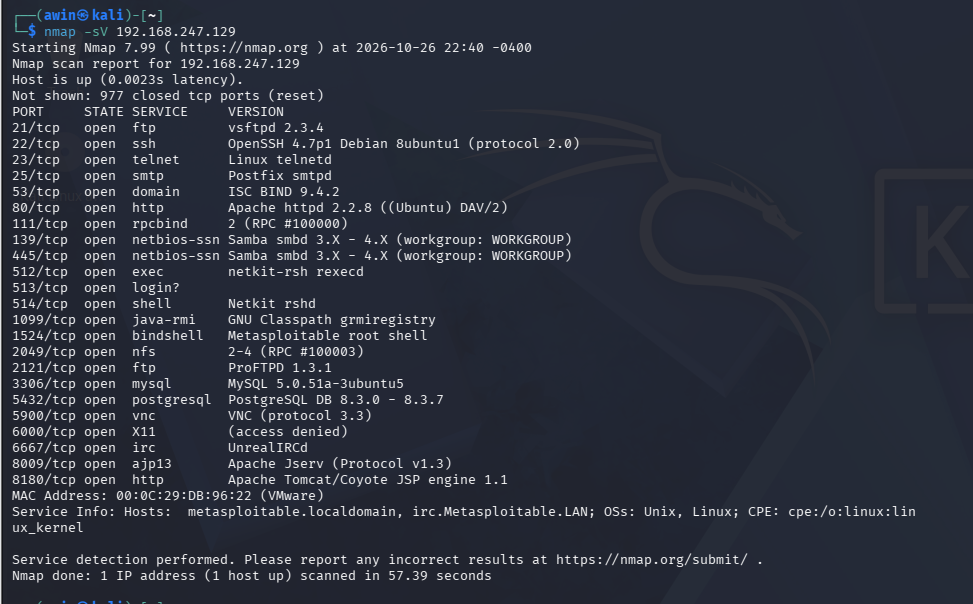 ┌──(awin㉿kali)-[~]
└─$ nmap -sV 192.168.247.129
Starting Nmap 7.99 ( https://nmap.org ) at 2026-10-26 22:40 -0400
Nmap scan report for 192.168.247.129
Host is up (0.0023s latency).
Not shown: 977 closed tcp ports (reset)
PORT     STATE SERVICE     VERSION
21/tcp   open  ftp         vsftpd 2.3.4
22/tcp   open  ssh         OpenSSH 4.7p1 Debian 8ubuntu1 (protocol 2.0)
23/tcp   open  telnet      Linux telnetd
25/tcp   open  smtp        Postfix smtpd
53/tcp   open  domain      ISC BIND 9.4.2
80/tcp   open  http        Apache httpd 2.2.8 ((Ubuntu) DAV/2)
111/tcp  open  rpcbind     2 (RPC #100000)
139/tcp  open  netbios-ssn Samba smbd 3.X - 4.X (workgroup: WORKGROUP)
445/tcp  open  netbios-ssn Samba smbd 3.X - 4.X (workgroup: WORKGROUP)
512/tcp  open  exec        netkit-rsh rexecd
513/tcp  open  login?
514/tcp  open  shell       Netkit rshd
1099/tcp open  java-rmi    GNU Classpath grmiregistry
1524/tcp open  bindshell   Metasploitable root shell
2049/tcp open  nfs         2-4 (RPC #100003)
2121/tcp open  ftp         ProFTPD 1.3.1
3306/tcp open  mysql       MySQL 5.0.51a-3ubuntu5
5432/tcp open  postgresql  PostgreSQL DB 8.3.0 - 8.3.7
5900/tcp open  vnc         VNC (protocol 3.3)
6000/tcp open  X11         (access denied)
6667/tcp open  irc         UnrealIRCd
8009/tcp open  ajp13       Apache Jserv (Protocol v1.3)
8180/tcp open  http        Apache Tomcat/Coyote JSP engine 1.1
MAC Address: 00:0C:29:DB:96:22 (VMware)
Service Info: Hosts:  metasploitable.localdomain, irc.Metasploitable.LAN; OSs: Unix, Linux; CPE: cpe:/o:linux:lin
ux_kernel

Service detection performed. Please report any incorrect results at https://nmap.org/submit/ .
Nmap done: 1 IP address (1 host up) scanned in 57.39 seconds